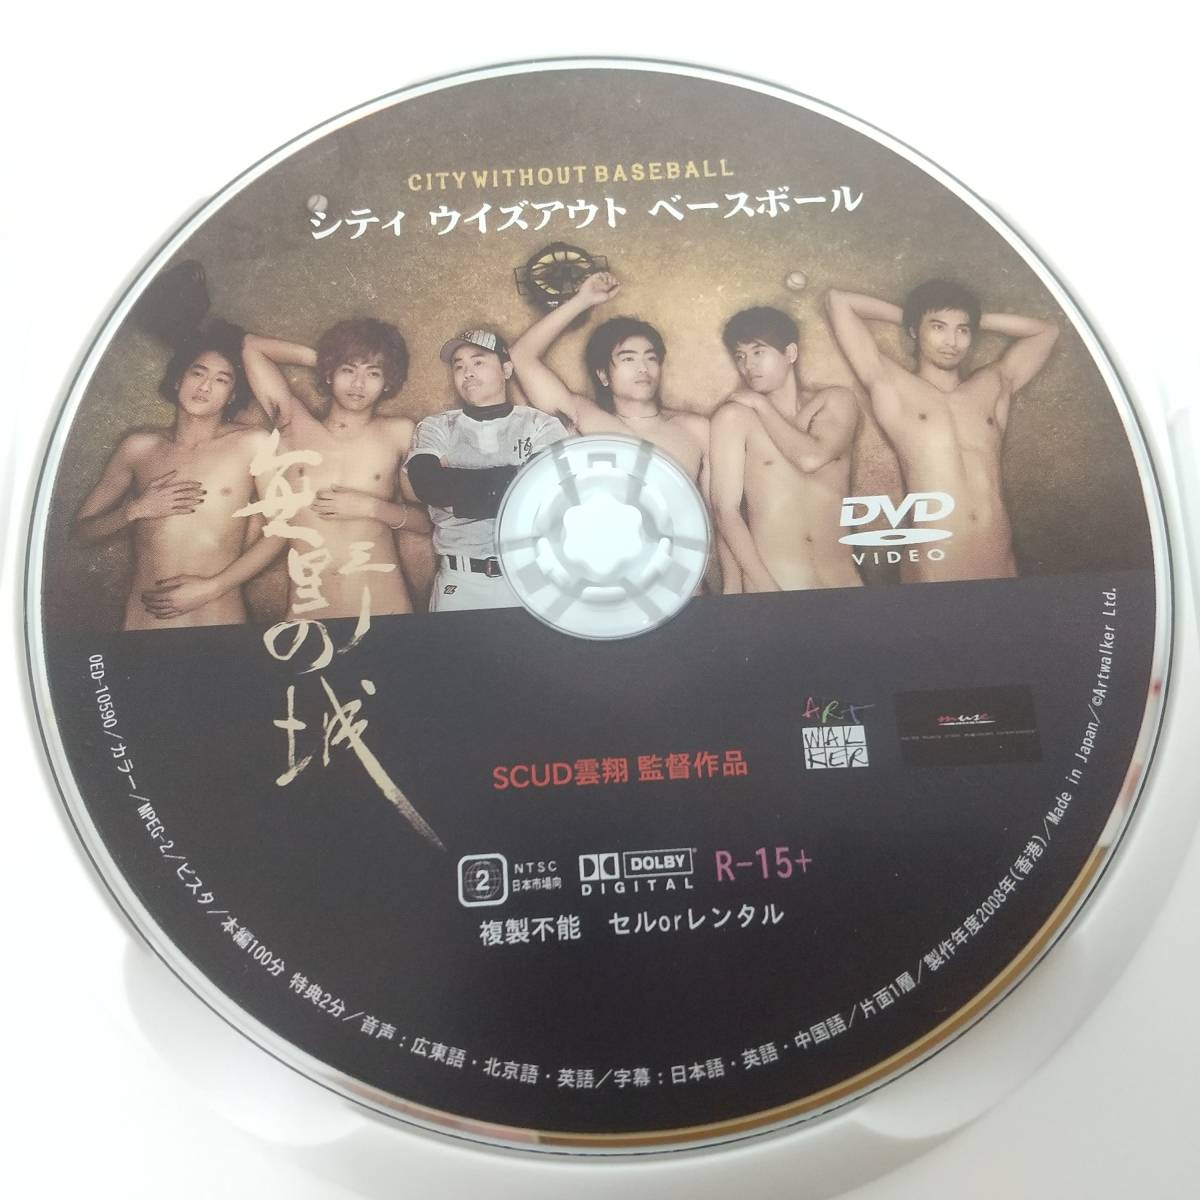 CITY WITHOUT BASEBALL
シティ ウイズアウト ベースボール
恒
無野の城
DVD
VIDEO
ART
WAL
KER
muse
SCUD雲翔 監督作品
2
NTSC
日本市場向
DOLBY
DIGITAL
R-15+
複製不能 セルorレンタル
OED-10590/カラー/MPEG-2/ビスタ/本編100分 特典2分/音声:広東語・北京語・英語/字幕:日本語・英語・中国語/片面1層/製作年度2008年(香港)/Made in Japan/©Artwalker Ltd.